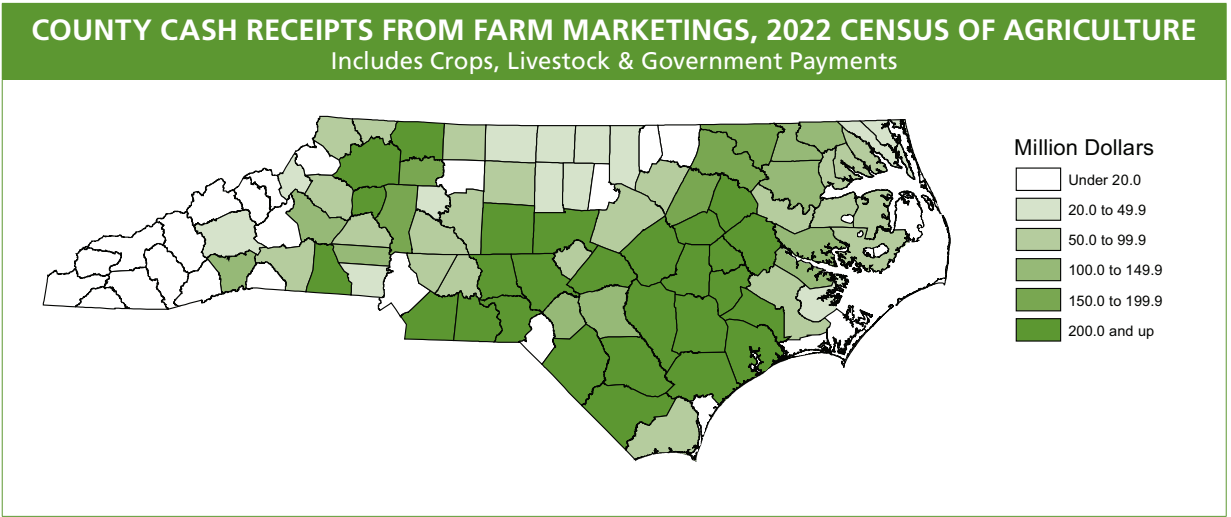 COUNTY CASH RECEIPTS FROM FARM MARKETINGS, 2022 CENSUS OF AGRICULTURE
Includes Crops, Livestock & Government Payments
Million Dollars
Under 20.0
20.0 to 49.9
50.0 to 99.9
100.0 to 149.9
150.0 to 199.9
200.0 and up